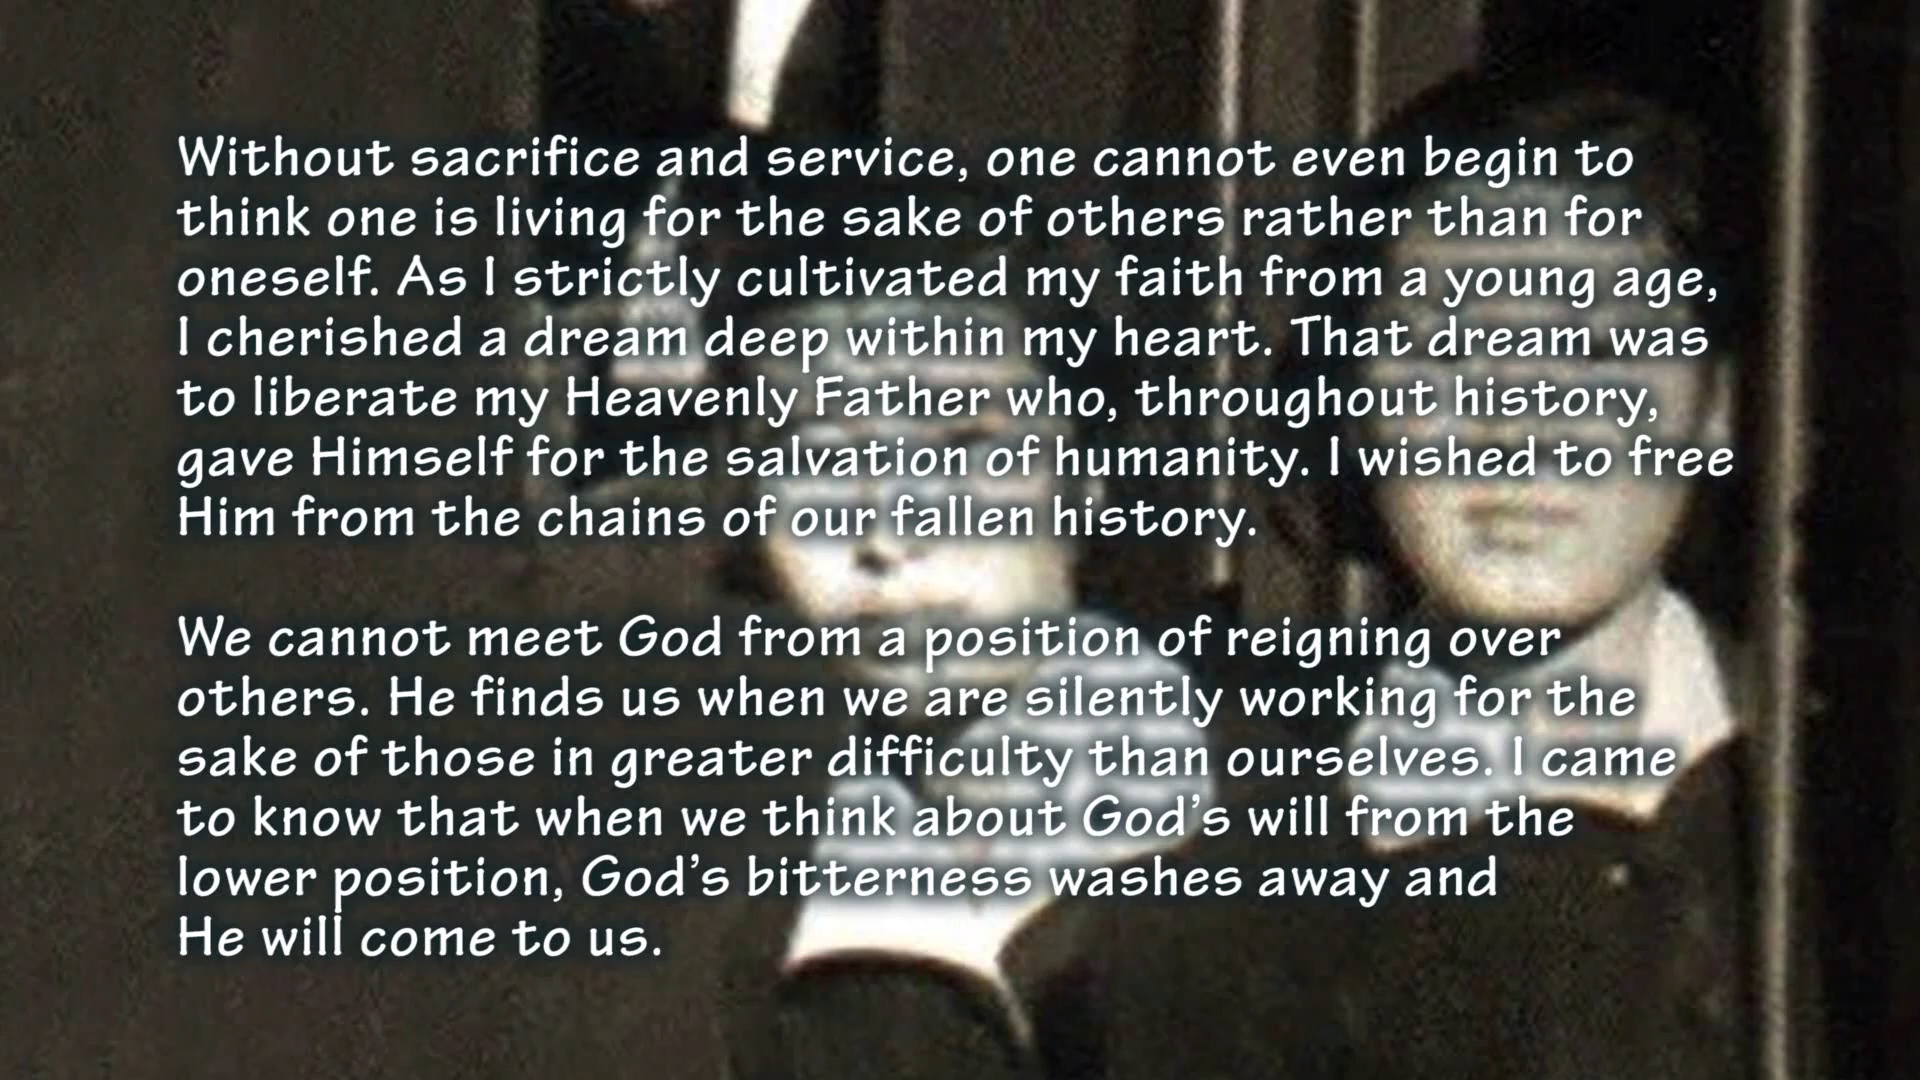 Without sacrifice and service, one cannot even begin to
think one is living for the sake of others rather than for
oneself. As I strictly cultivated my faith from a young age,
I cherished a dream deep within my heart. That dream was
to liberate my Heavenly Father who, throughout history,
gave Himself for the salvation of humanity. I wished to free
Him from the chains of our fallen history.
We cannot meet God from a position of reigning over
others. He finds us when we are silently working for the
sake of those in greater difficulty than ourselves. I came
to know that when we think about God’s will from the
lower position, God’s bitterness washes away and
He will come to us.